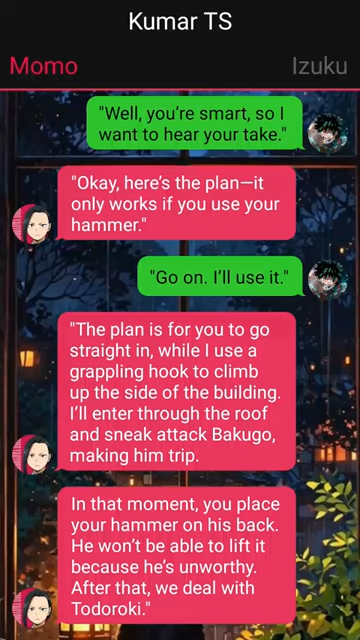 Kumar TS
Momo
Izuku
"Well, you’re smart, so I
want to hear your take."
"Okay, here’s the plan—it
only works if you use your
hammer."
"Go on. I’ll use it."
"The plan is for you to go
straight in, while I use a
grappling hook to climb
up the side of the building.
I’ll enter through the roof
and sneak attack Bakugo,
making him trip.
In that moment, you place
your hammer on his back.
He won’t be able to lift it
because he’s unworthy.
After that, we deal with
Todoroki."